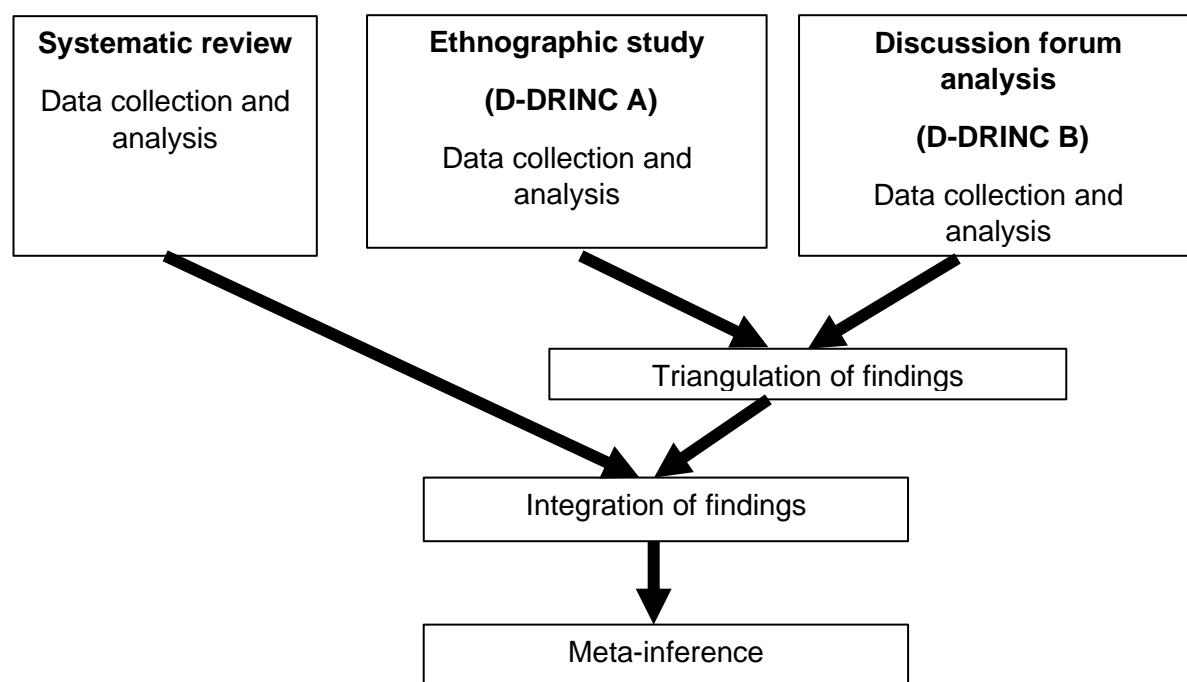 Systematic review
Data collection and
analysis
Ethnographic study
(D-DRINC A)
Data collection and
analysis
Discussion forum
analysis
(D-DRINC B)
Data collection and
analysis
Triangulation of findings
Integration of findings
Meta-inference